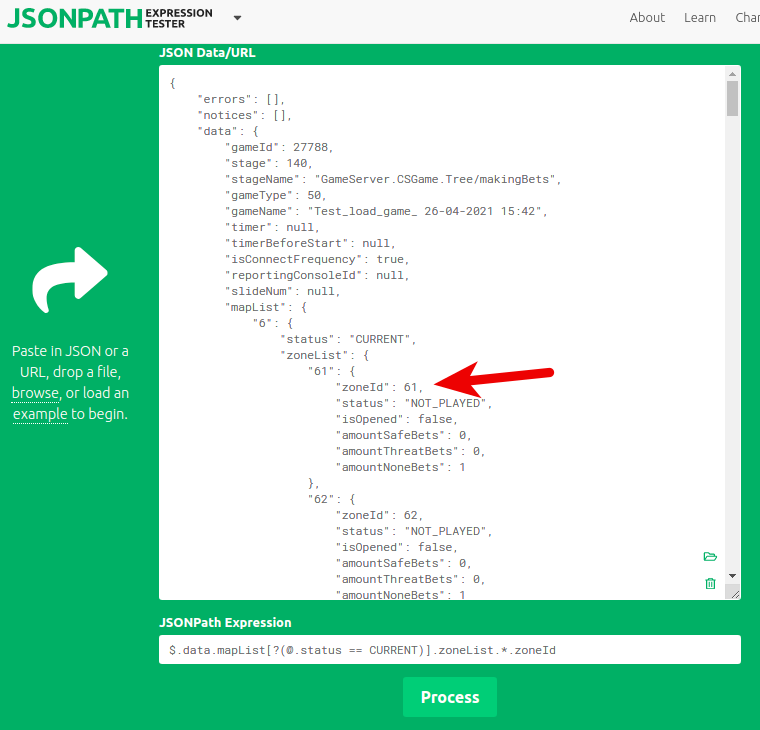 JSONPATH EXPRESSION TESTER
About Learn Char
JSON Data/URL
{
"errors": [],
"notices": [],
"data": {
"gameId": 27788,
"stage": 140,
"stageName": "GameServer.CSGame.Tree/makingBets",
"gameType": 50,
"gameName": "Test_load_game_ 26-04-2021 15:42",
"timer": null,
"timerBeforeStart": null,
"isConnectFrequency": true,
"reportingConsoleId": null,
"slideNum": null,
"mapList": {
"6": {
"status": "CURRENT",
"zoneList": {
"61": {
"zoneId": 61,
"status": "NOT_PLAYED",
"isOpened": false,
"amountSafeBets": 0,
"amountThreatBets": 0,
"amountNoneBets": 1
},
"62": {
"zoneId": 62,
"status": "NOT_PLAYED",
"isOpened": false,
"amountSafeBets": 0,
"amountThreatBets": 0,
"amountNoneBets": 1
Paste in JSON or a
URL, drop a file,
browse, or load an
example to begin.
JSONPath Expression
$.data.mapList[?(@.status == CURRENT)].zoneList.*.zoneId
Process